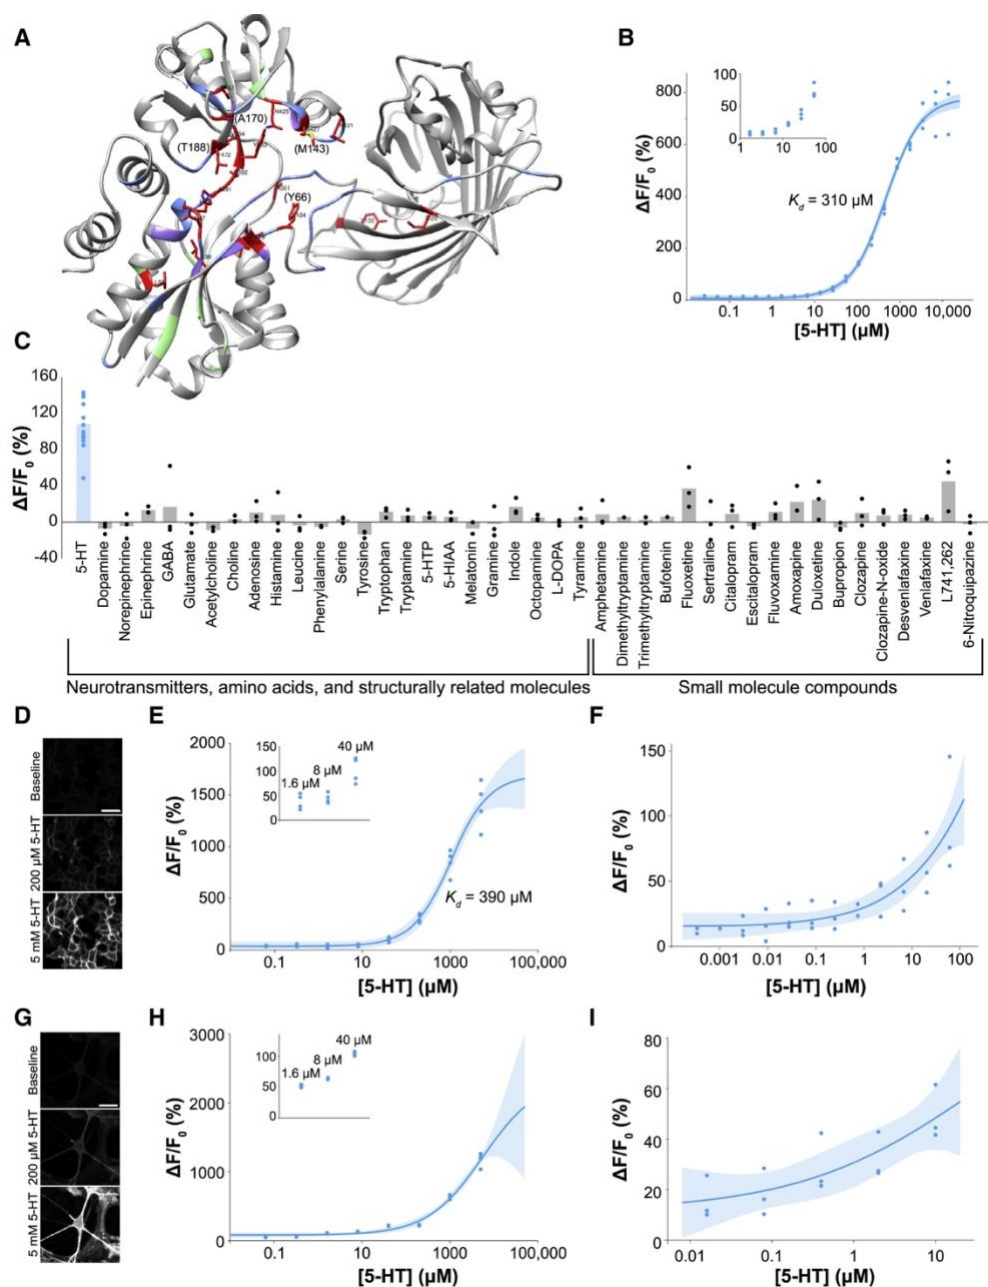 A
(A170)
(T188)
(M143)
(Y66)
B
ΔF/F0 (%)
800
600
400
200
0
100
50
0
1
10
100
Kd = 310 µM
0.1
1
10
100
1000
10,000
[5-HT] (µM)
C
ΔF/F0 (%)
160
120
80
40
0
-40
5-HT
Dopamine
Norepinephrine
Epinephrine
GABA
Glutamate
Acetylcholine
Choline
Adenosine
Histamine
Leucine
Phenylalanine
Serine
Tyrosine
Tryptophan
Tryptamine
5-HTP
5-HIAA
Melatonin
Gramine
Indole
Octopamine
L-DOPA
Tyramine
Amphetamine
Dimethyltryptamine
Trimethyltryptamine
Bufotenin
Fluoxetine
Sertraline
Citalopram
Escitalopram
Fluvoxamine
Amoxapine
Duloxetine
Bupropion
Clozapine
Clozapine-N-oxide
Desvenlafaxine
Venlafaxine
L741,262
6-Nitroquipazine
Neurotransmitters, amino acids, and structurally related molecules
Small molecule compounds
D
Baseline
200 µM 5-HT
5 mM 5-HT
E
ΔF/F0 (%)
2000
1500
1000
500
0
150
100
50
0
1.6 µM
8 µM
40 µM
Kd = 390 µM
0.1
10
1000
100,000
[5-HT] (µM)
F
ΔF/F0 (%)
150
100
50
0
0.001
0.01
0.1
1
10
100
[5-HT] (µM)
G
Baseline
200 µM 5-HT
5 mM 5-HT
H
ΔF/F0 (%)
3000
2000
1000
0
100
50
0
1.6 µM
8 µM
40 µM
0.1
10
1000
100,000
[5-HT] (µM)
I
ΔF/F0 (%)
80
60
40
20
0
0.01
0.1
1
10
[5-HT] (µM)